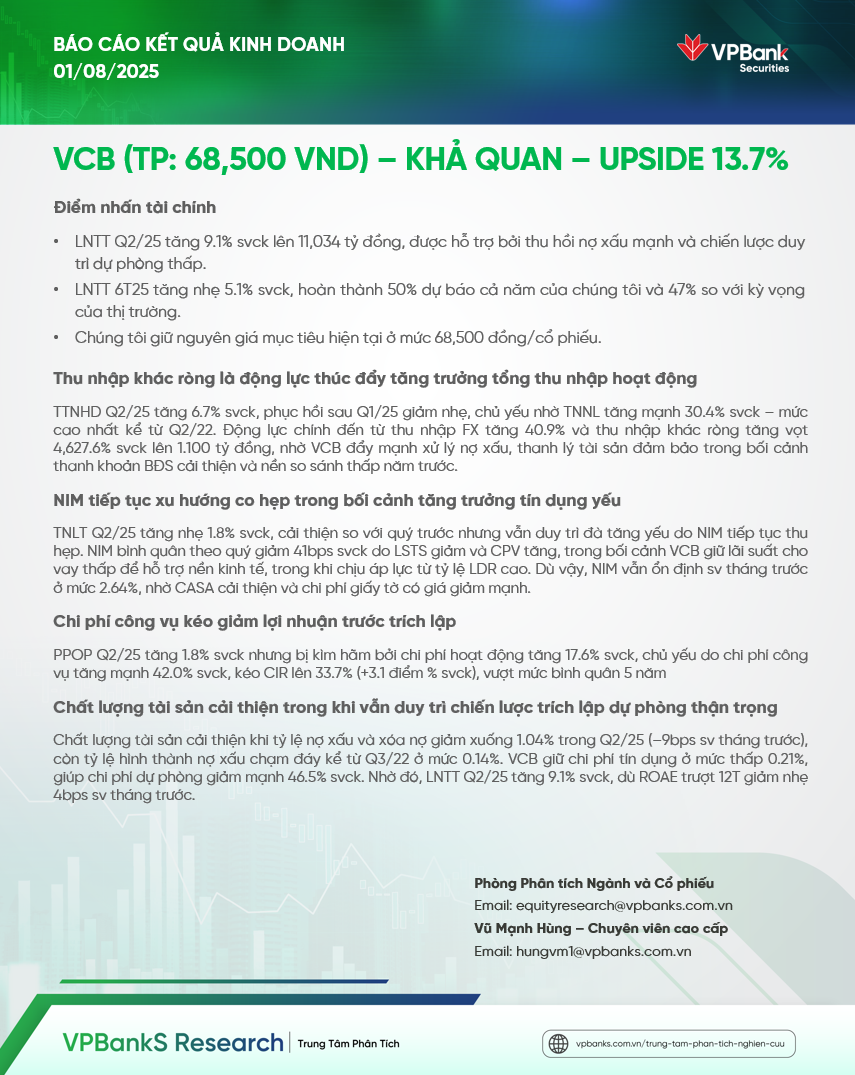 BÁO CÁO KẾT QUẢ KINH DOANH
01/08/2025
VPBank
Securities
VCB (TP: 68,500 VND) – KHẢ QUAN – UPSIDE 13.7%
Điểm nhấn tài chính
• LNTT Q2/25 tăng 9.1% svck lên 11,034 tỷ đồng, được hỗ trợ bởi thu hồi nợ xấu mạnh và chiến lược duy
trì dự phòng thấp.
• LNTT 6T25 tăng nhẹ 5.1% svck, hoàn thành 50% dự báo cả năm của chúng tôi và 47% so với kỳ vọng
của thị trường.
• Chúng tôi giữ nguyên giá mục tiêu hiện tại ở mức 68,500 đồng/cổ phiếu.
Thu nhập khác ròng là động lực thúc đẩy tăng trưởng tổng thu nhập hoạt động
TTNHD Q2/25 tăng 6.7% svck, phục hồi sau Q1/25 giảm nhẹ, chủ yếu nhờ TNNL tăng mạnh 30.4% svck – mức
cao nhất kể từ Q2/22. Động lực chính đến từ thu nhập FX tăng 40.9% và thu nhập khác ròng tăng vọt
4,627.6% svck lên 1.100 tỷ đồng, nhờ VCB đẩy mạnh xử lý nợ xấu, thanh lý tài sản đảm bảo trong bối cảnh
thanh khoản BĐS cải thiện và nền so sánh thấp năm trước.
NIM tiếp tục xu hướng co hẹp trong bối cảnh tăng trưởng tín dụng yếu
TNLT Q2/25 tăng nhẹ 1.8% svck, cải thiện so với quý trước nhưng vẫn duy trì đà tăng yếu do NIM tiếp tục thu
hẹp. NIM bình quân theo quý giảm 41bps svck do LSTS giảm và CPV tăng, trong bối cảnh VCB giữ lãi suất cho
vay thấp để hỗ trợ nền kinh tế, trong khi chịu áp lực từ tỷ lệ LDR cao. Dù vậy, NIM vẫn ổn định sv tháng trước
ở mức 2.64%, nhờ CASA cải thiện và chi phí giấy tờ có giá giảm mạnh.
Chi phí công vụ kéo giảm lợi nhuận trước trích lập
PPOP Q2/25 tăng 1.8% svck nhưng bị kìm hãm bởi chi phí hoạt động tăng 17.6% svck, chủ yếu do chi phí công
vụ tăng mạnh 42.0% svck, kéo CIR lên 33.7% (+3.1 điểm % svck), vượt mức bình quân 5 năm
Chất lượng tài sản cải thiện trong khi vẫn duy trì chiến lược trích lập dự phòng thận trọng
Chất lượng tài sản cải thiện khi tỷ lệ nợ xấu và xóa nợ giảm xuống 1.04% trong Q2/25 (–9bps sv tháng trước),
còn tỷ lệ hình thành nợ xấu chạm đáy kể từ Q3/22 ở mức 0.14%. VCB giữ chi phí tín dụng ở mức thấp 0.21%,
giúp chi phí dự phòng giảm mạnh 46.5% svck. Nhờ đó, LNTT Q2/25 tăng 9.1% svck, dù ROAE trượt 12T giảm nhẹ
4bps sv tháng trước.
Phòng Phân tích Ngành và Cổ phiếu
Email: equityresearch@vpbanks.com.vn
Vũ Mạnh Hùng – Chuyên viên cao cấp
Email: hungvm1@vpbanks.com.vn
VPBankS Research | Trung Tâm Phân Tích
vpbanks.com.vn/trung-tam-phan-tich-nghien-cuu